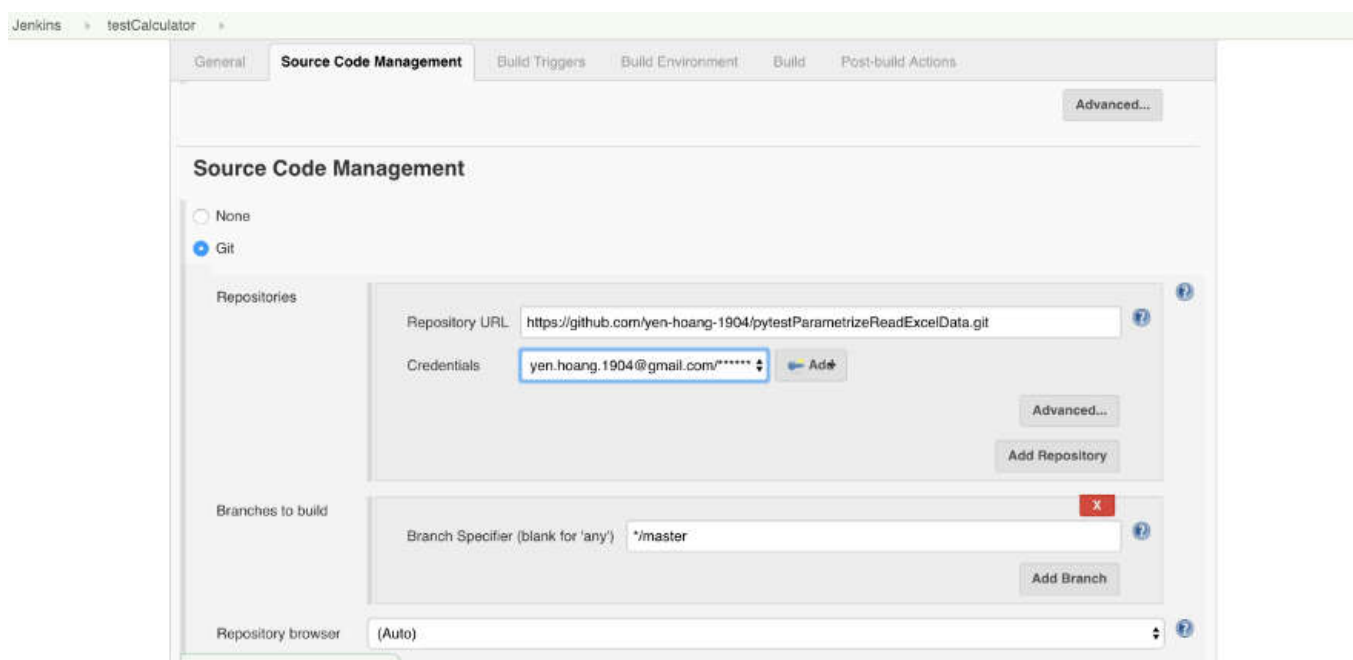 Jenkins testCalculator
General Source Code Management Build Triggers Build Environment Build Post-build Actions
Advanced...
Source Code Management
None
Git
Repositories
Repository URL https://github.com/yen-hoang-1904/pytestParametrizeReadExcelData.git
Credentials yen.hoang.1904@gmail.com/****** Add
Advanced...
Add Repository
Branches to build
X
Branch Specifier (blank for 'any') */master
Add Branch
Repository browser (Auto)